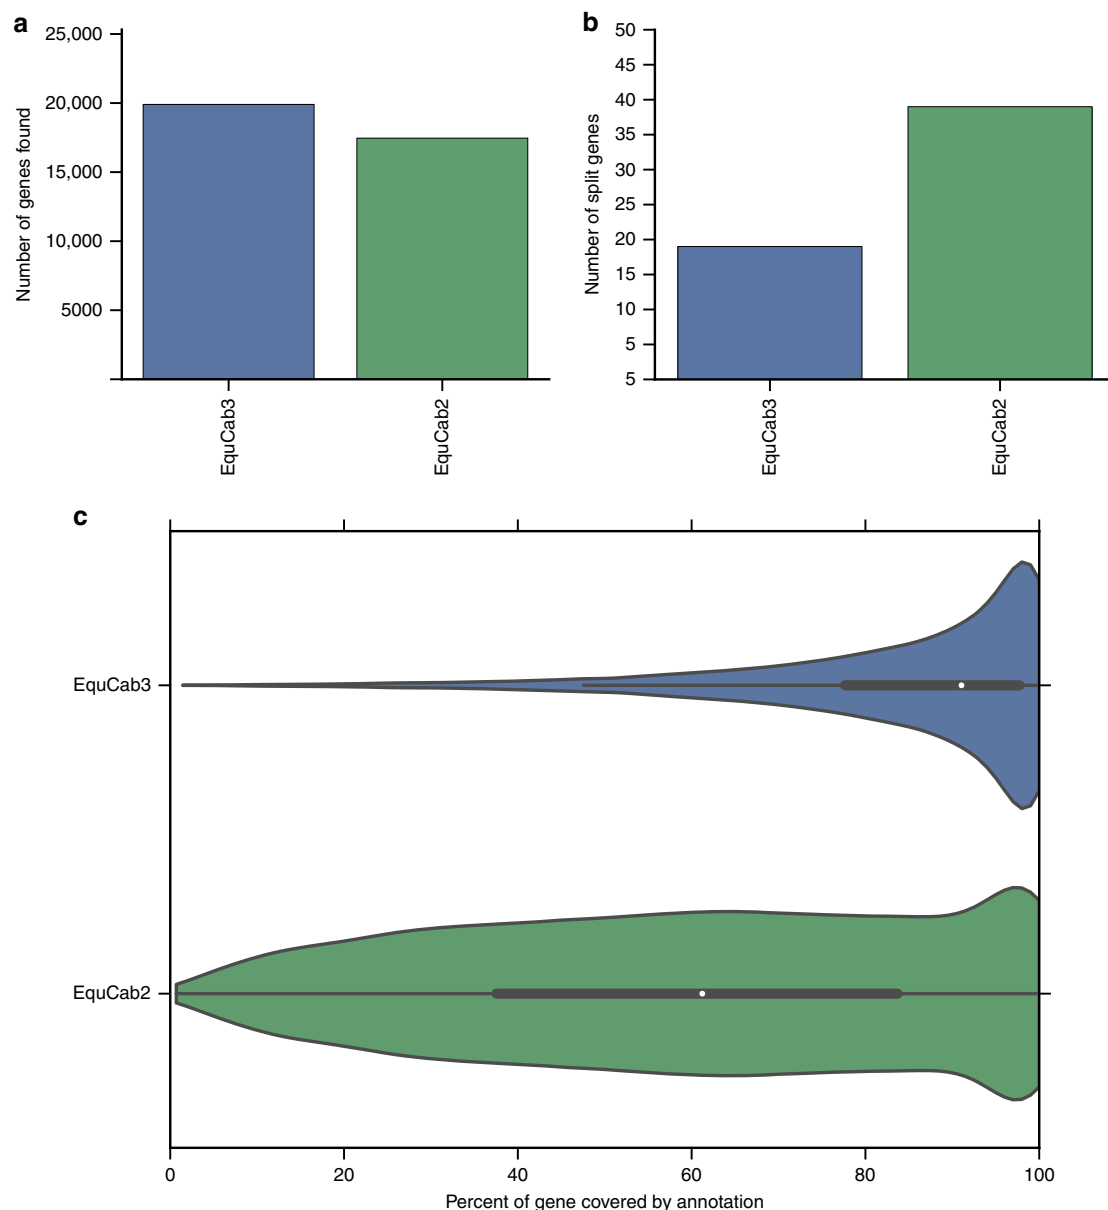 a
25,000
20,000
15,000
10,000
5000
Number of genes found
EquCab3
EquCab2
b
50
45
40
35
30
25
20
15
10
5
5
Number of split genes
EquCab3
EquCab2
c
EquCab3
EquCab2
0 20 40 60 80 100
Percent of gene covered by annotation